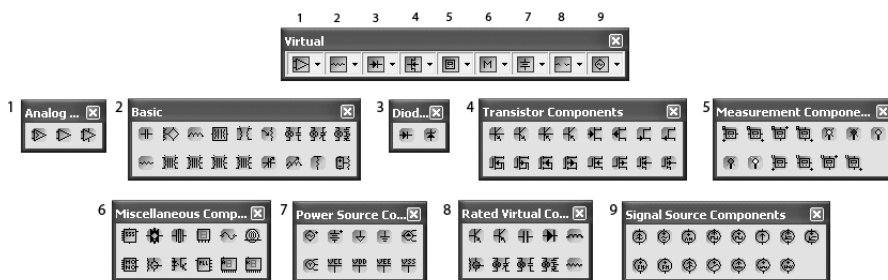 1 2 3 4 5 6 7 8 9
Virtual
M
1 Analog ...
2 Basic
3 Diod...
4 Transistor Components
5 Measurement Compone...
6 Miscellaneous Comp...
7 Power Source Co...
8 Rated Virtual Co...
9 Signal Source Components
VCC VDD VEE VSS